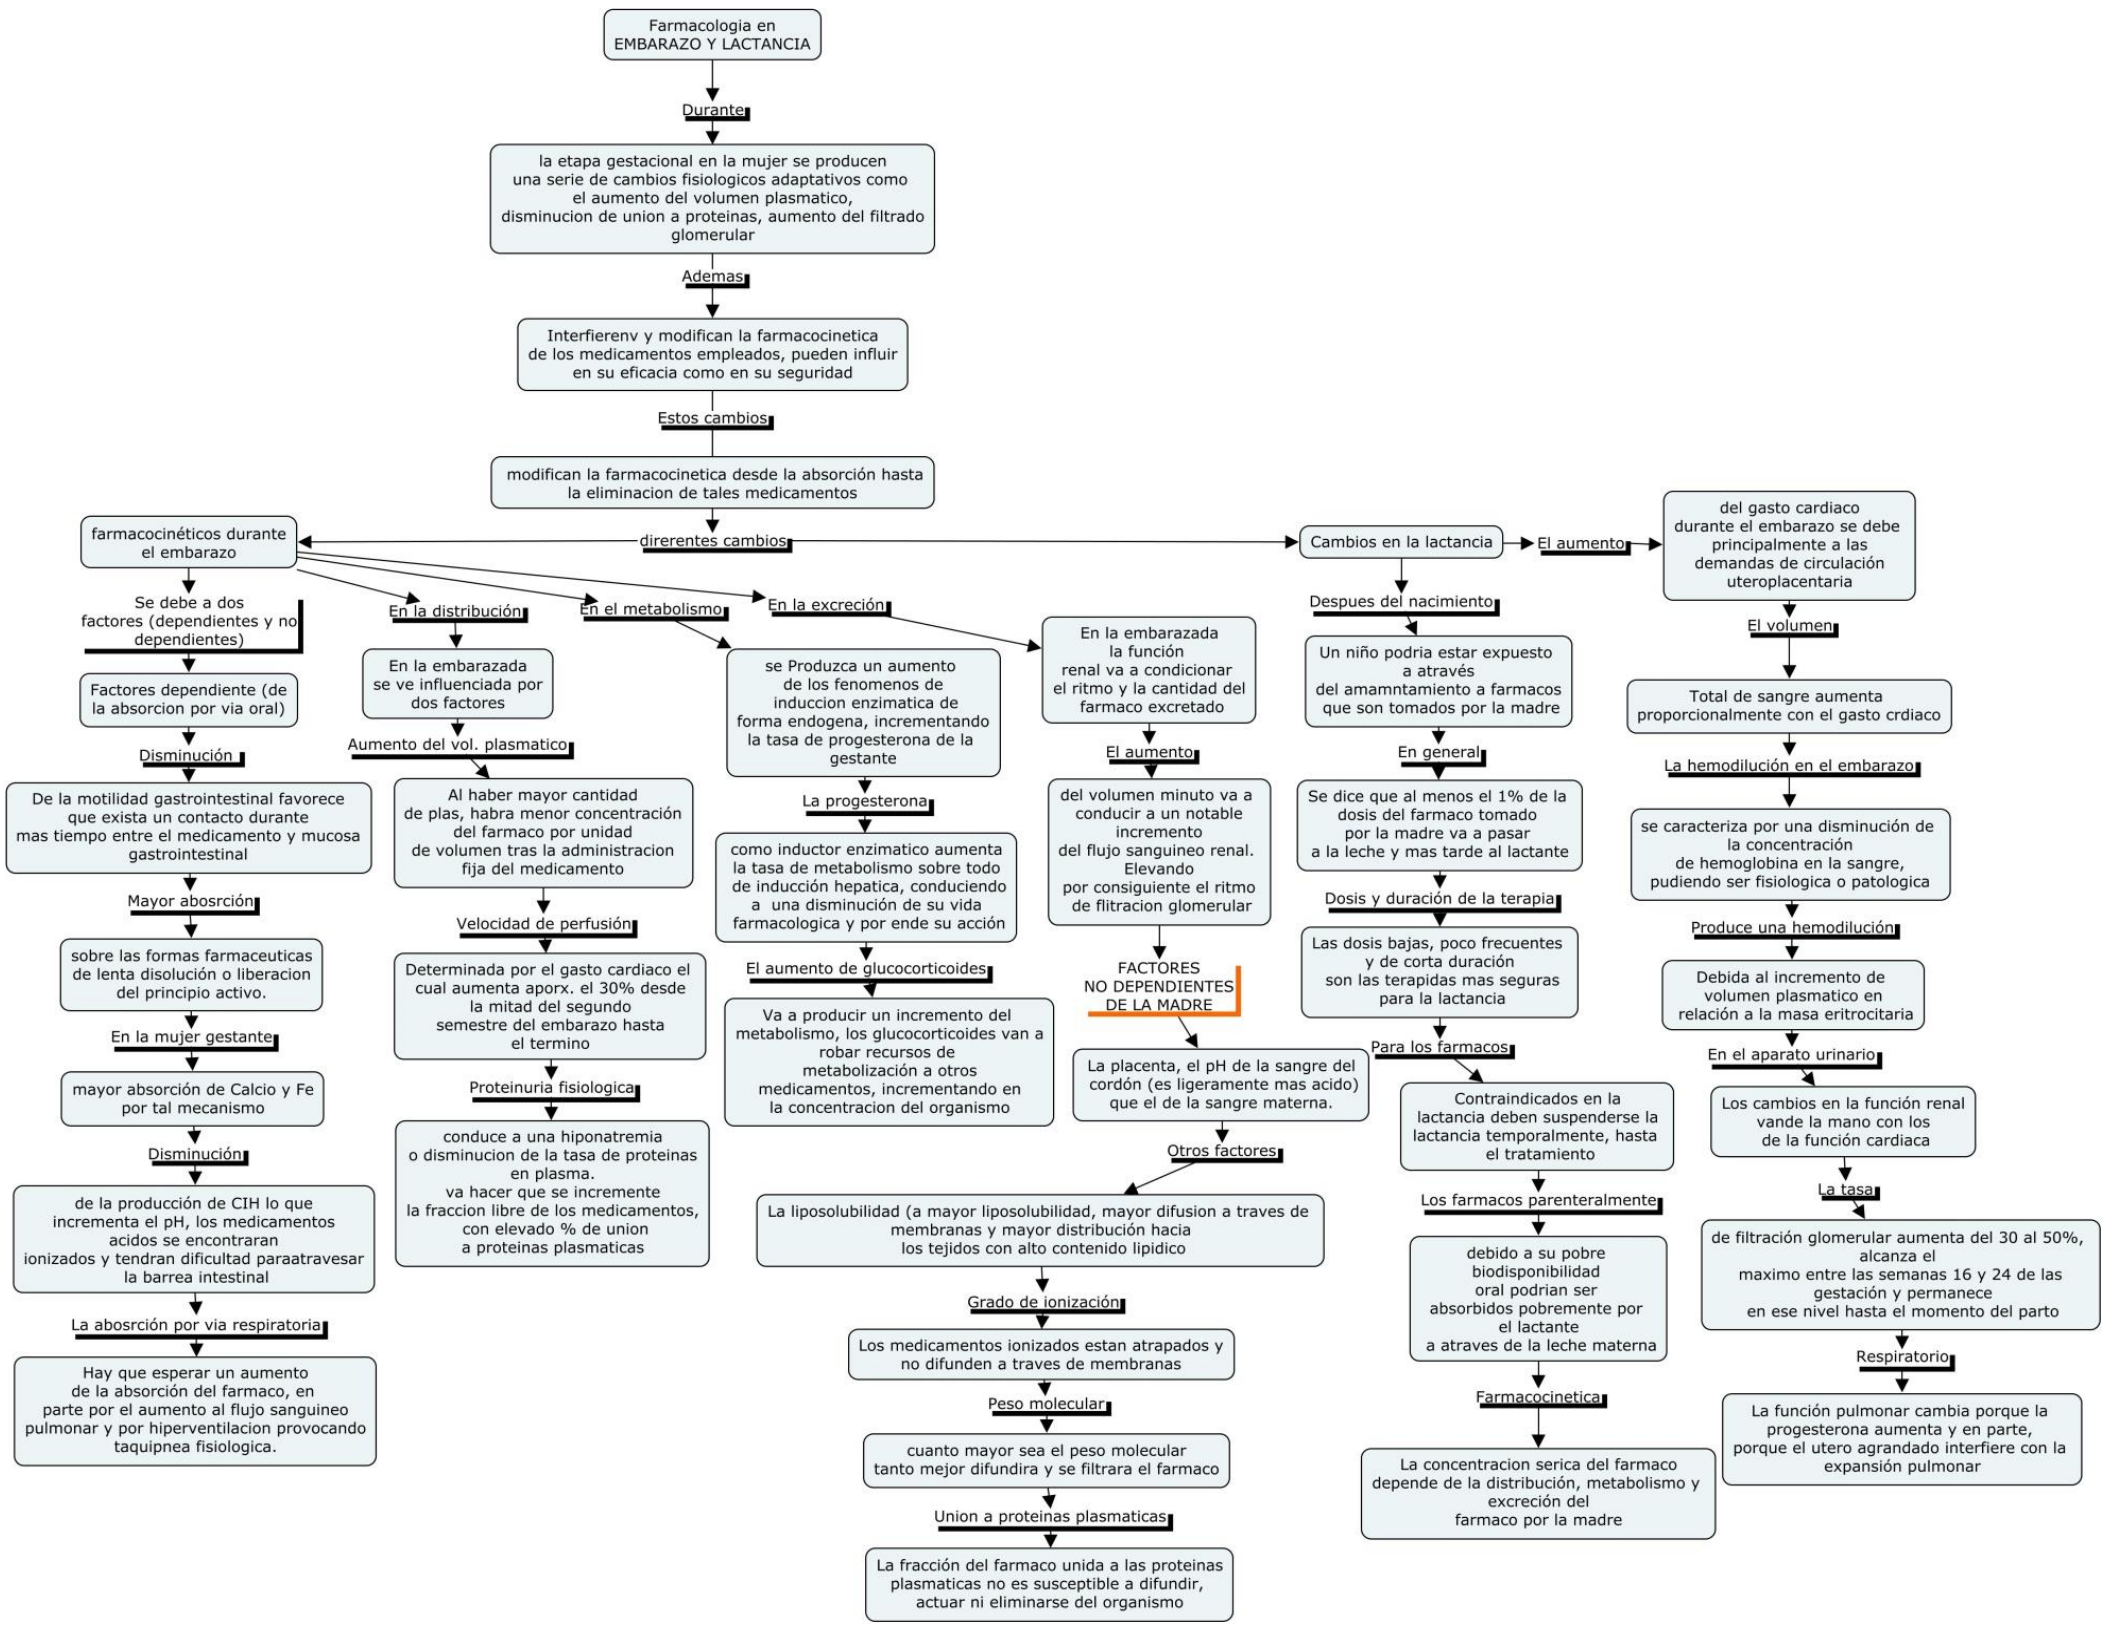 Farmacologia en
EMBARAZO Y LACTANCIA
Durante
la etapa gestacional en la mujer se producen
una serie de cambios fisiologicos adaptativos como
el aumento del volumen plasmatico,
disminucion de union a proteinas, aumento del filtrado
glomerular
Ademas
Interfierenv y modifican la farmacocinetica
de los medicamentos empleados, pueden influir
en su eficacia como en su seguridad
Estos cambios
modifican la farmacocinetica desde la absorción hasta
la eliminacion de tales medicamentos
direrentes cambios
farmacocinéticos durante
el embarazo
Se debe a dos
factores (dependientes y no
dependientes)
Factores dependiente (de
la absorcion por via oral)
Disminución
De la motilidad gastrointestinal favorece
que exista un contacto durante
mas tiempo entre el medicamento y mucosa
gastrointestinal
Mayor abosrción
sobre las formas farmaceuticas
de lenta disolución o liberacion
del principio activo.
En la mujer gestante
mayor absorción de Calcio y Fe
por tal mecanismo
Disminución
de la producción de CIH lo que
incrementa el pH, los medicamentos
acidos se encontraran
ionizados y tendran dificultad paraatravesar
la barrea intestinal
La abosrción por via respiratoria
Hay que esperar un aumento
de la absorción del farmaco, en
parte por el aumento al flujo sanguineo
pulmonar y por hiperventilacion provocando
taquipnea fisiologica.
En la distribución
En la embarazada
se ve influenciada por
dos factores
Aumento del vol. plasmatico
Al haber mayor cantidad
de plas, habra menor concentración
del farmaco por unidad
de volumen tras la administracion
fija del medicamento
Velocidad de perfusión
Determinada por el gasto cardiaco el
cual aumenta aporx. el 30% desde
la mitad del segundo
semestre del embarazo hasta
el termino
Proteinuria fisiologica
conduce a una hiponatremia
o disminucion de la tasa de proteinas
en plasma.
va hacer que se incremente
la fraccion libre de los medicamentos,
con elevado % de union
a proteinas plasmaticas
En el metabolismo
se Produzca un aumento
de los fenomenos de
induccion enzimatica de
forma endogena, incrementando
la tasa de progesterona de la
gestante
La progesterona
como inductor enzimatico aumenta
la tasa de metabolismo sobre todo
de inducción hepatica, conduciendo
a una disminución de su vida
farmacologica y por ende su acción
El aumento de glucocorticoides
Va a producir un incremento del
metabolismo, los glucocorticoides van a
robar recursos de
metabolización a otros
medicamentos, incrementando en
la concentracion del organismo
En la excreción
En la embarazada
la función
renal va a condicionar
el ritmo y la cantidad del
farmaco excretado
El aumento
del volumen minuto va a
conducir a un notable
incremento
del flujo sanguineo renal.
Elevando
por consiguiente el ritmo
de flitracion glomerular
FACTORES
NO DEPENDIENTES
DE LA MADRE
La placenta, el pH de la sangre del
cordón (es ligeramente mas acido)
que el de la sangre materna.
Otros factores
La liposolubilidad (a mayor liposolubilidad, mayor difusion a traves de
membranas y mayor distribución hacia
los tejidos con alto contenido lipidico
Grado de ionización
Los medicamentos ionizados estan atrapados y
no difunden a traves de membranas
Peso molecular
cuanto mayor sea el peso molecular
tanto mejor difundira y se filtrara el farmaco
Union a proteinas plasmaticas
La fracción del farmaco unida a las proteinas
plasmaticas no es susceptible a difundir,
actuar ni eliminarse del organismo
Cambios en la lactancia
Despues del nacimiento
Un niño podria estar expuesto
a através
del amamntamiento a farmacos
que son tomados por la madre
En general
Se dice que al menos el 1% de la
dosis del farmaco tomado
por la madre va a pasar
a la leche y mas tarde al lactante
Dosis y duración de la terapia
Las dosis bajas, poco frecuentes
y de corta duración
son las terapidas mas seguras
para la lactancia
Para los farmacos
Contraindicados en la
lactancia deben suspenderse la
lactancia temporalmente, hasta
el tratamiento
Los farmacos parenteralmente
debido a su pobre
biodisponibilidad
oral podrian ser
absorbidos pobremente por
el lactante
a atraves de la leche materna
Farmacocinetica
La concentracion serica del farmaco
depende de la distribución, metabolismo y
excreción del
farmaco por la madre
El aumento
del gasto cardiaco
durante el embarazo se debe
principalmente a las
demandas de circulación
uteroplacentaria
El volumen
Total de sangre aumenta
proporcionalmente con el gasto crdiaco
La hemodilución en el embarazo
se caracteriza por una disminución de
la concentración
de hemoglobina en la sangre,
pudiendo ser fisiologica o patologica
Produce una hemodilución
Debida al incremento de
volumen plasmatico en
relación a la masa eritrocitaria
En el aparato urinario
Los cambios en la función renal
vande la mano con los
de la función cardiaca
La tasa
de filtración glomerular aumenta del 30 al 50%,
alcanza el
maximo entre las semanas 16 y 24 de las
gestación y permanece
en ese nivel hasta el momento del parto
Respiratorio
La función pulmonar cambia porque la
progesterona aumenta y en parte,
porque el utero agrandado interfiere con la
expansión pulmonar